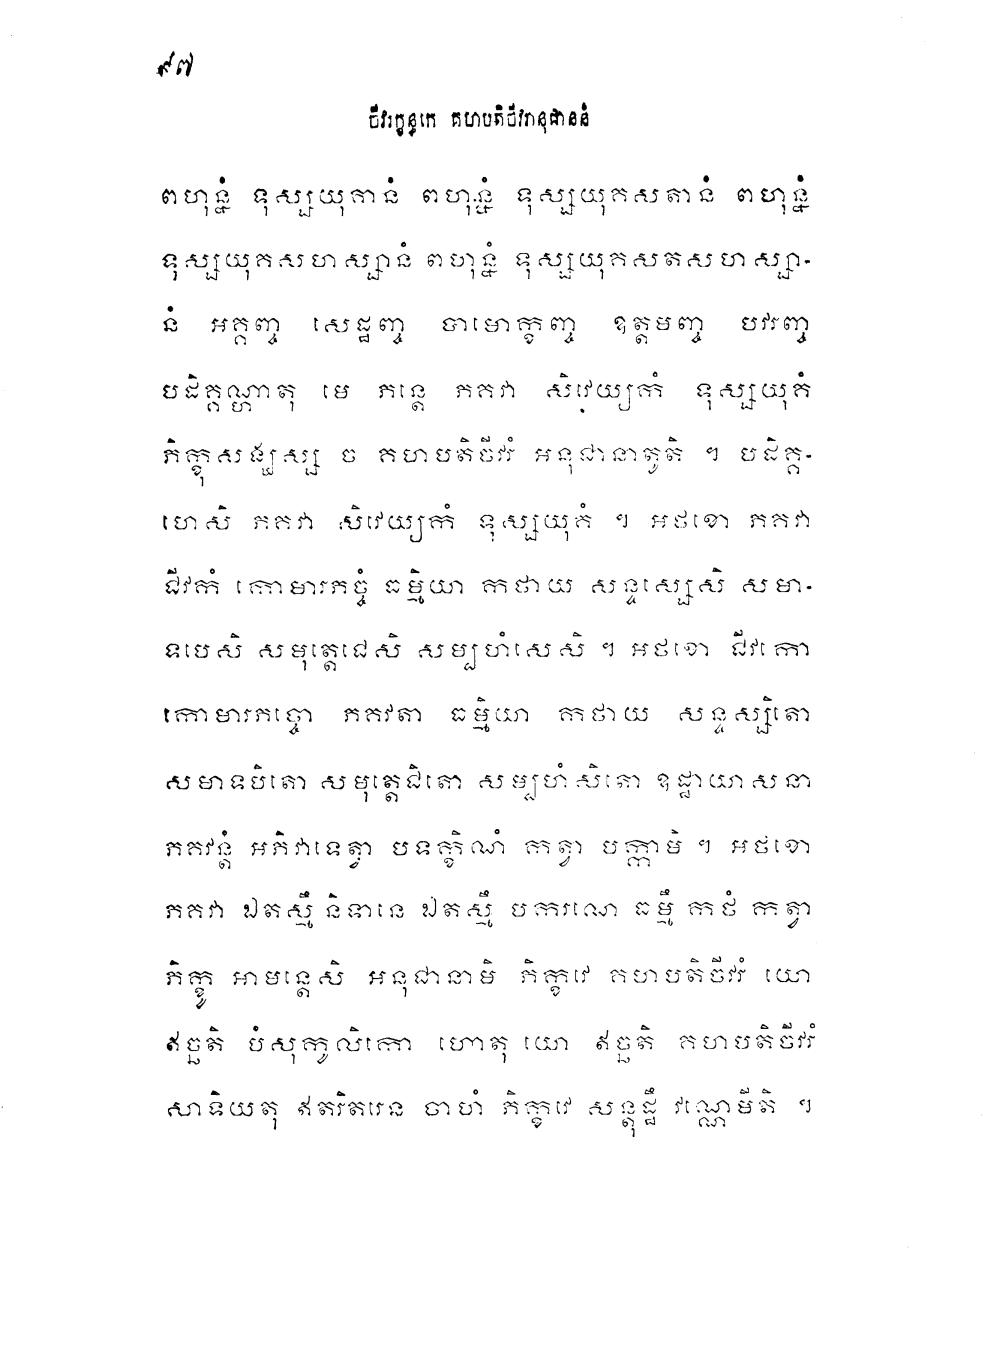 ៩៧
ចីវរក្ខន្ធកេ គហបតិចីវរានុជាននំ
ពហុន្នំ ទុស្សយុគានំ ពហុន្នំ ទុស្សយុគសតានំ ពហុន្នំ
ទុស្សយុគសហស្សានំ ពហុន្នំ ទុស្សយុគសតសហស្សា-
នំ អគ្គញ្ច សេដ្ឋញ្ច បាមោក្ខញ្ច ឧត្តមញ្ច បវរញ្ច
បដិគ្គណ្ហាតុ មេ ភន្តេ ភគវា សិវេយ្យកំ ទុស្សយុគំ
ភិក្ខុសង្ឃស្ស ច គហបតិចីវរំ អនុជានាតូតិ ។ បដិគ្គ-
ហេសិ ភគវា សិវេយ្យកំ ទុស្សយុគំ ។ អថខោ ភគវា
ជីវកំ កោមារភច្ចំ ធម្មិយា កថាយ សន្ទស្សេសិ សមា-
ទបេសិ សមុត្តេជេសិ សម្បហំសេសិ ។ អថខោ ជីវកោ
កោមារភច្ចោ ភគវតា ធម្មិយា កថាយ សន្ទស្សិតោ
សមាទបិតោ សមុត្តេជិតោ សម្បហំសិតោ ឧដ្ឋាយាសនា
ភគវន្តំ អភិវាទេត្វា បទក្ខិណំ កត្វា បក្កាមិ ។ អថខោ
ភគវា ឯតស្មឹ និទានេ ឯតស្មឹ បករណេ ធម្មឹ កថំ កត្វា
ភិក្ខូ អាមន្តេសិ អនុជានាមិ ភិក្ខវេ គហបតិចីវរំ យោ
ឥច្ឆតិ បំសុកូលិកោ ហោតុ យោ ឥច្ឆតិ គហបតិចីវរំ
សាទិយតុ ឥតរិតរេន ចាហំ ភិក្ខវេ សន្តុដ្ឋឹ វណ្ណេមីតិ ។